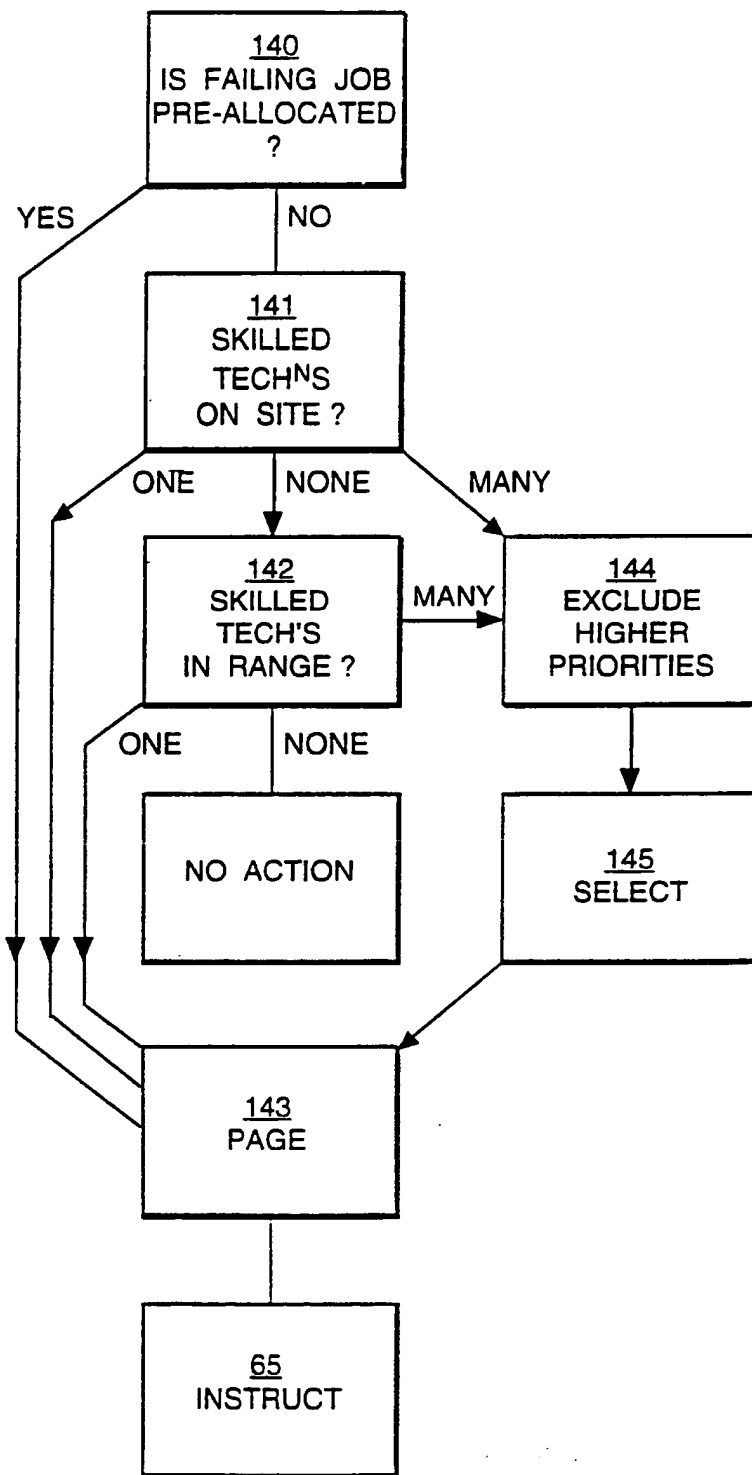 140
IS FAILING JOB
PRE-ALLOCATED
?
YES
NO
141
SKILLED
TECHNS
ON SITE ?
ONE
NONE
MANY
142
SKILLED
TECH'S
IN RANGE ?
MANY
144
EXCLUDE
HIGHER
PRIORITIES
ONE
NONE
NO ACTION
145
SELECT
143
PAGE
65
INSTRUCT